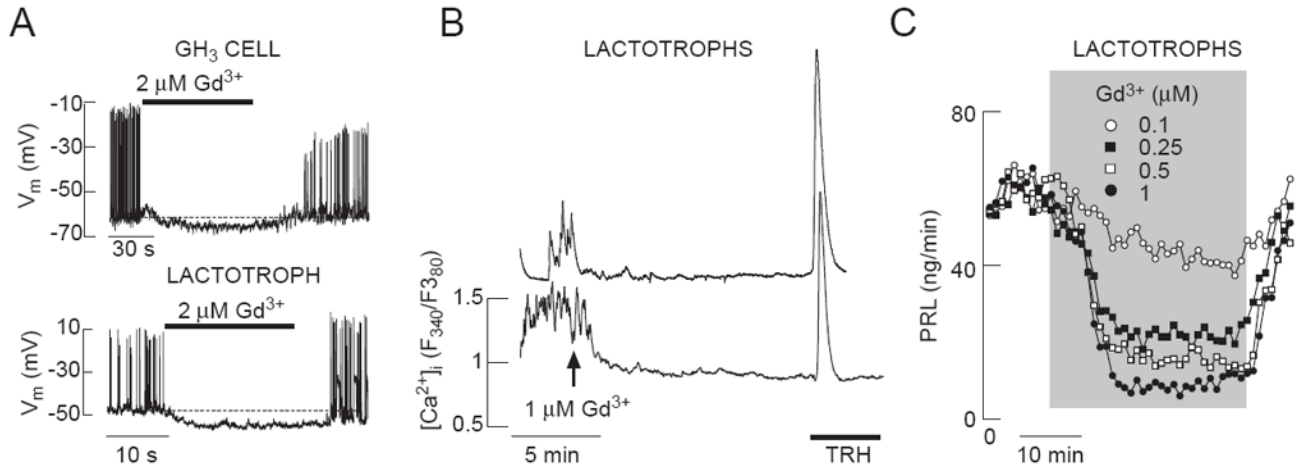 A
GH₃ CELL
2 μM Gd³⁺
-10
-30
-50
-70
Vₘ (mV)
30 s
LACTOTROPH
2 μM Gd³⁺
10
-30
-50
Vₘ (mV)
10 s
B
LACTOTROPHS
1.5
1
0.5
[Ca²⁺]ᵢ (F₃₄₀/F3₈₀)
1 μM Gd³⁺
5 min
TRH
C
LACTOTROPHS
Gd³⁺ (μM)
0.1
0.25
0.5
1
80
40
0
PRL (ng/min)
0
10 min